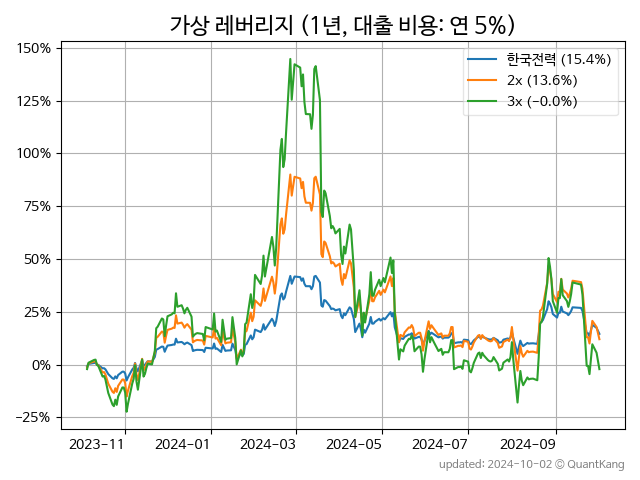 가상 레버리지 (1년, 대출 비용: 연 5%)
150%
125%
100%
75%
50%
25%
0%
−25%
한국전력 (15.4%)
2x (13.6%)
3x (−0.0%)
2023-11
2024-01
2024-03
2024-05
2024-07
2024-09
updated: 2024-10-02 © QuantKang